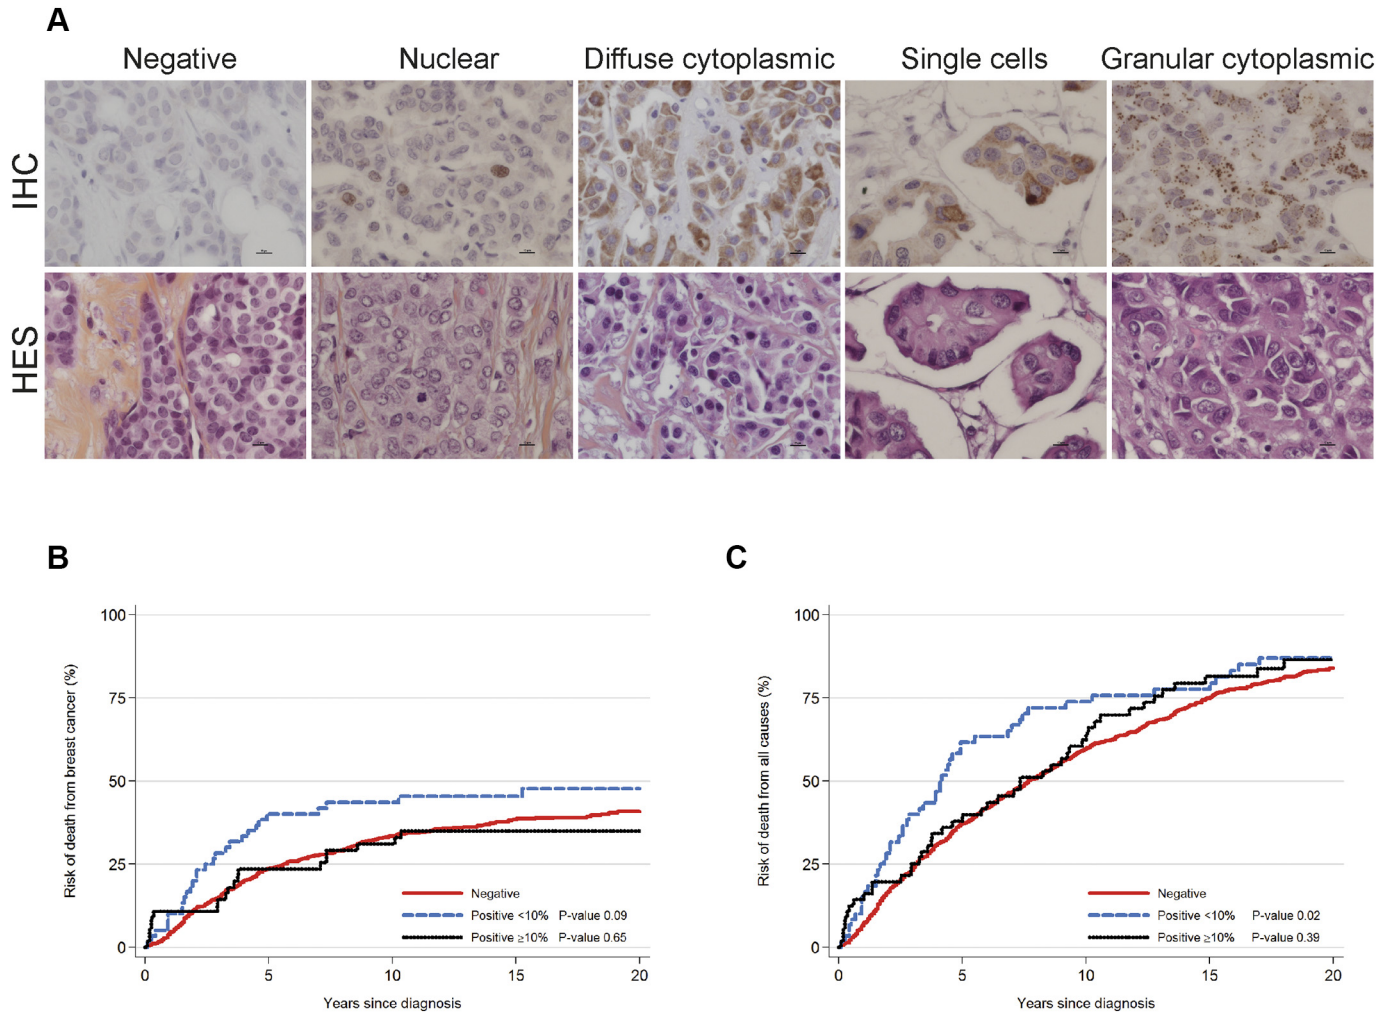 A
Negative
Nuclear
Diffuse cytoplasmic
Single cells
Granular cytoplasmic
IHC
HES
B
Risk of death from breast cancer (%)
100
75
50
25
0
Negative
Positive <10% P-value 0.09
Positive ≥10% P-value 0.65
0 5 10 15 20
Years since diagnosis
C
Risk of death from all causes (%)
100
75
50
25
0
Negative
Positive <10% P-value 0.02
Positive ≥10% P-value 0.39
0 5 10 15 20
Years since diagnosis